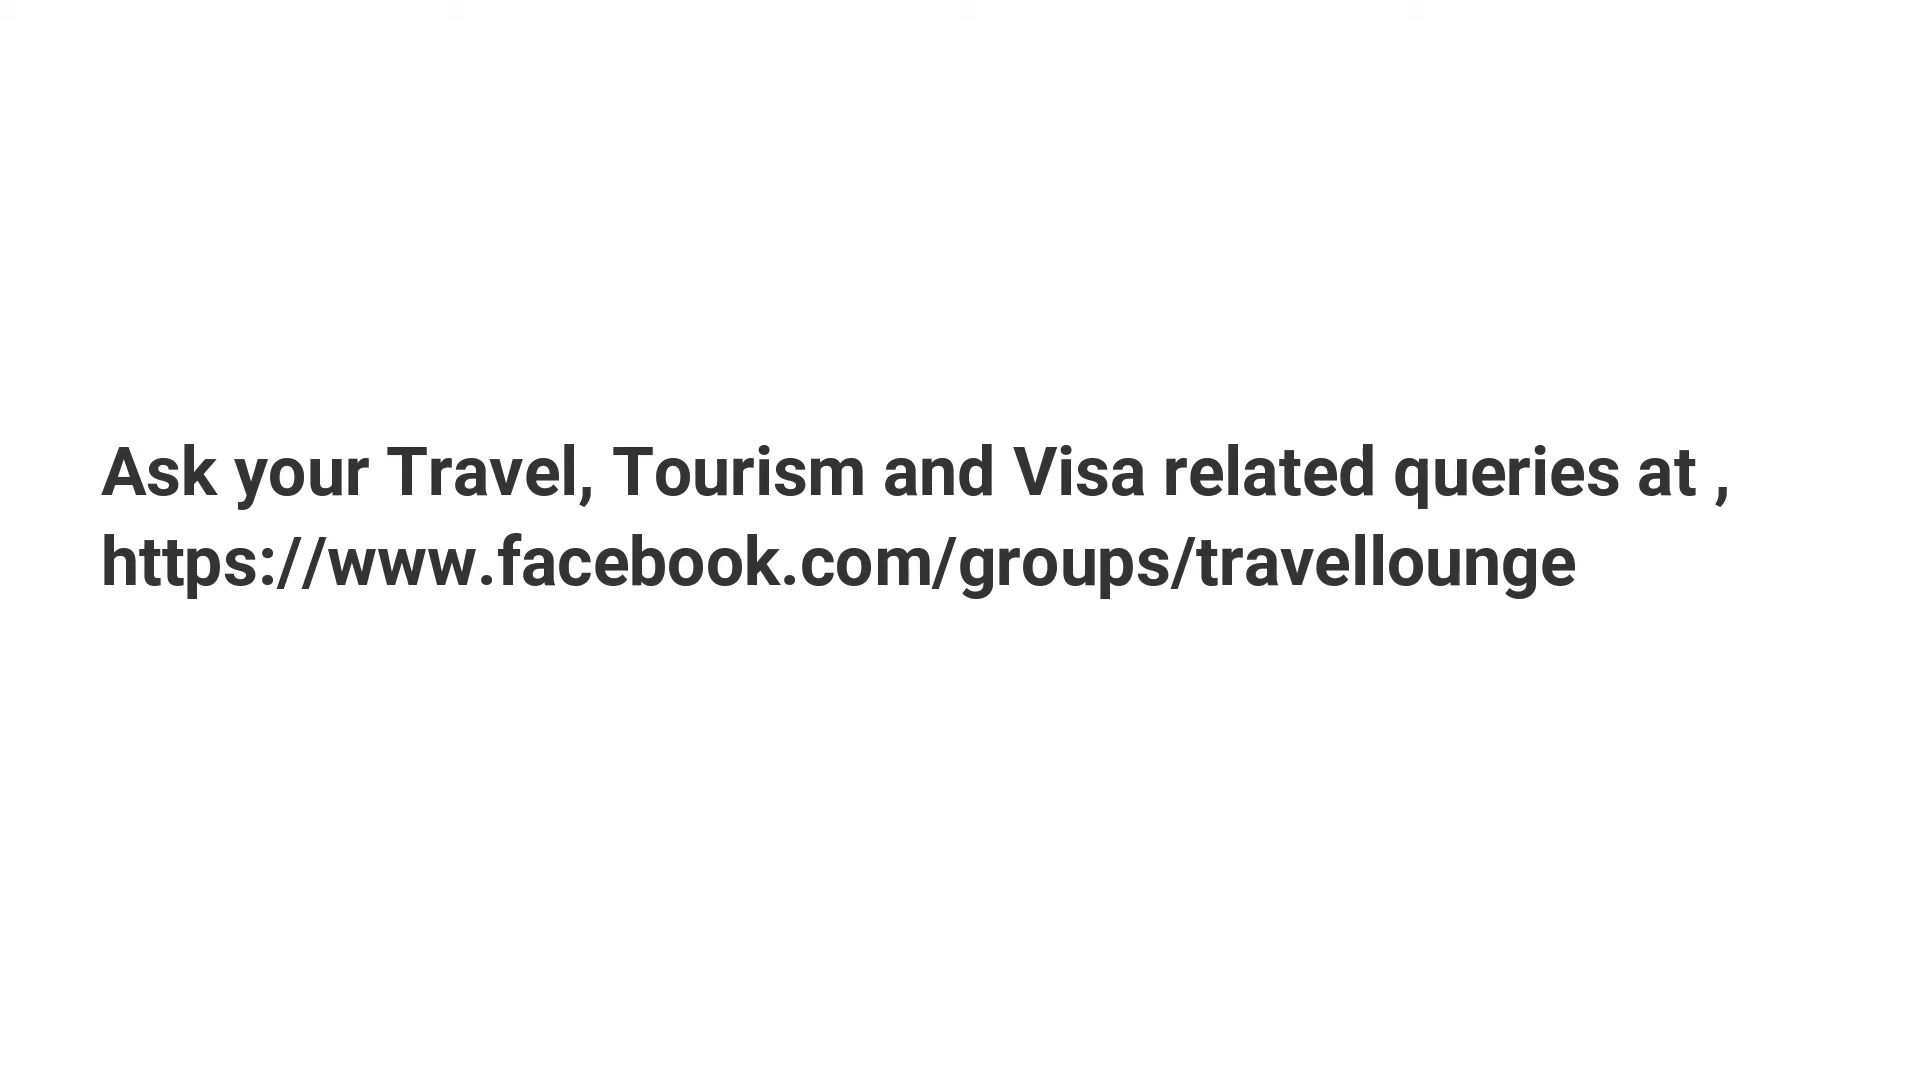 Ask your Travel, Tourism and Visa related queries at ,
https://www.facebook.com/groups/travellounge